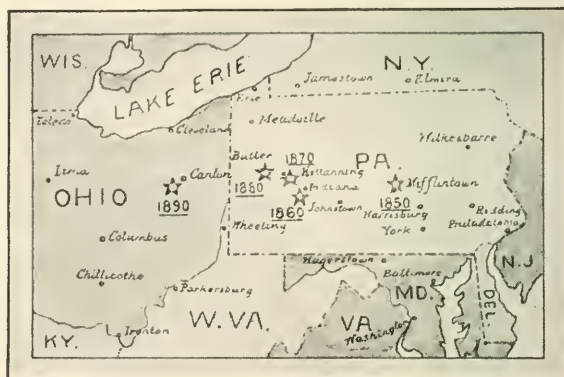 WIS.
N.Y.
Jamestown
Elmira
LAKE ERIE
Erie
Toledo
Cleveland
Meadville
Wilkesbarre
Butler
1870
PA.
Kittanning
Lima
Canton
Indiana
Mifflintown
OHIO
1880
1890
1860
Johnstown
1850
Harrisburg
Redding
York
Philadelphia
Wheeling
Columbus
Hagerstown
N.J.
Baltimore
Chillicothe
Parkersburg
MD.
DEL.
W.VA.
VA.
Washington
Ironton
KY.